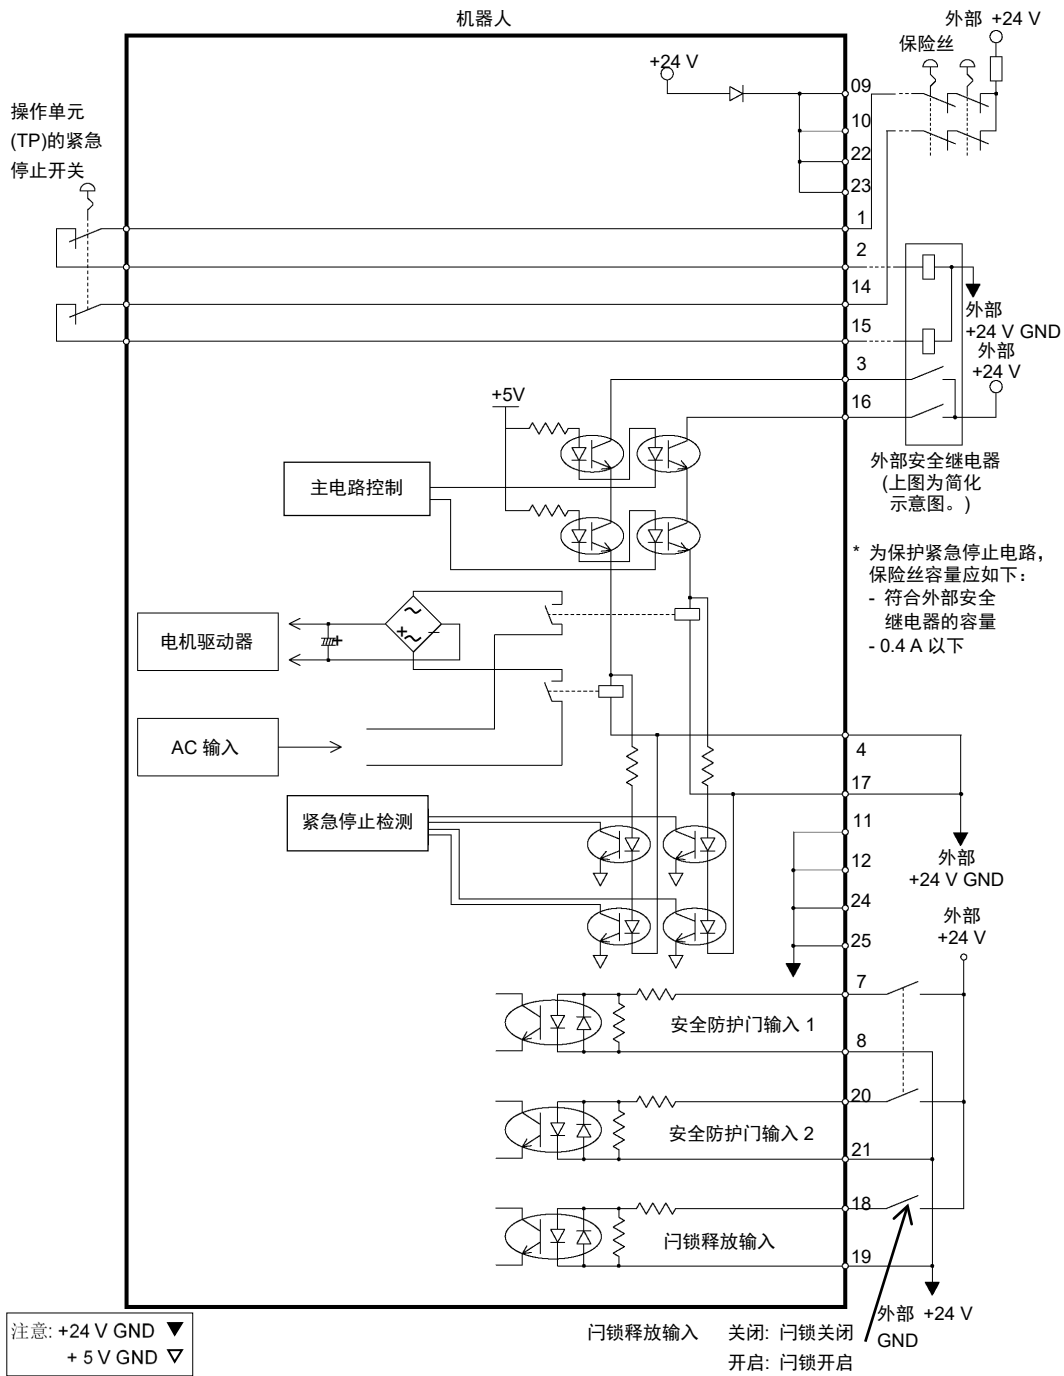 机器人
外部 +24 V
保险丝
+24 V
09
10
22
23
操作单元
(TP)的紧急
停止开关
1
2
14
15
3
16
外部
+24 V GND
外部
+24 V
+5V
主电路控制
外部安全继电器
(上图为简化
示意图。)
* 为保护紧急停止电路,
保险丝容量应如下:
- 符合外部安全
继电器的容量
- 0.4 A 以下
电机驱动器
AC 输入
4
17
紧急停止检测
11
12
24
25
外部
+24 V GND
外部
+24 V
7
安全防护门输入 1
8
20
安全防护门输入 2
21
18
闩锁释放输入
19
外部 +24 V
GND
注意: +24 V GND ▼
+ 5 V GND ▽
闩锁释放输入 关闭: 闩锁关闭
开启: 闩锁开启